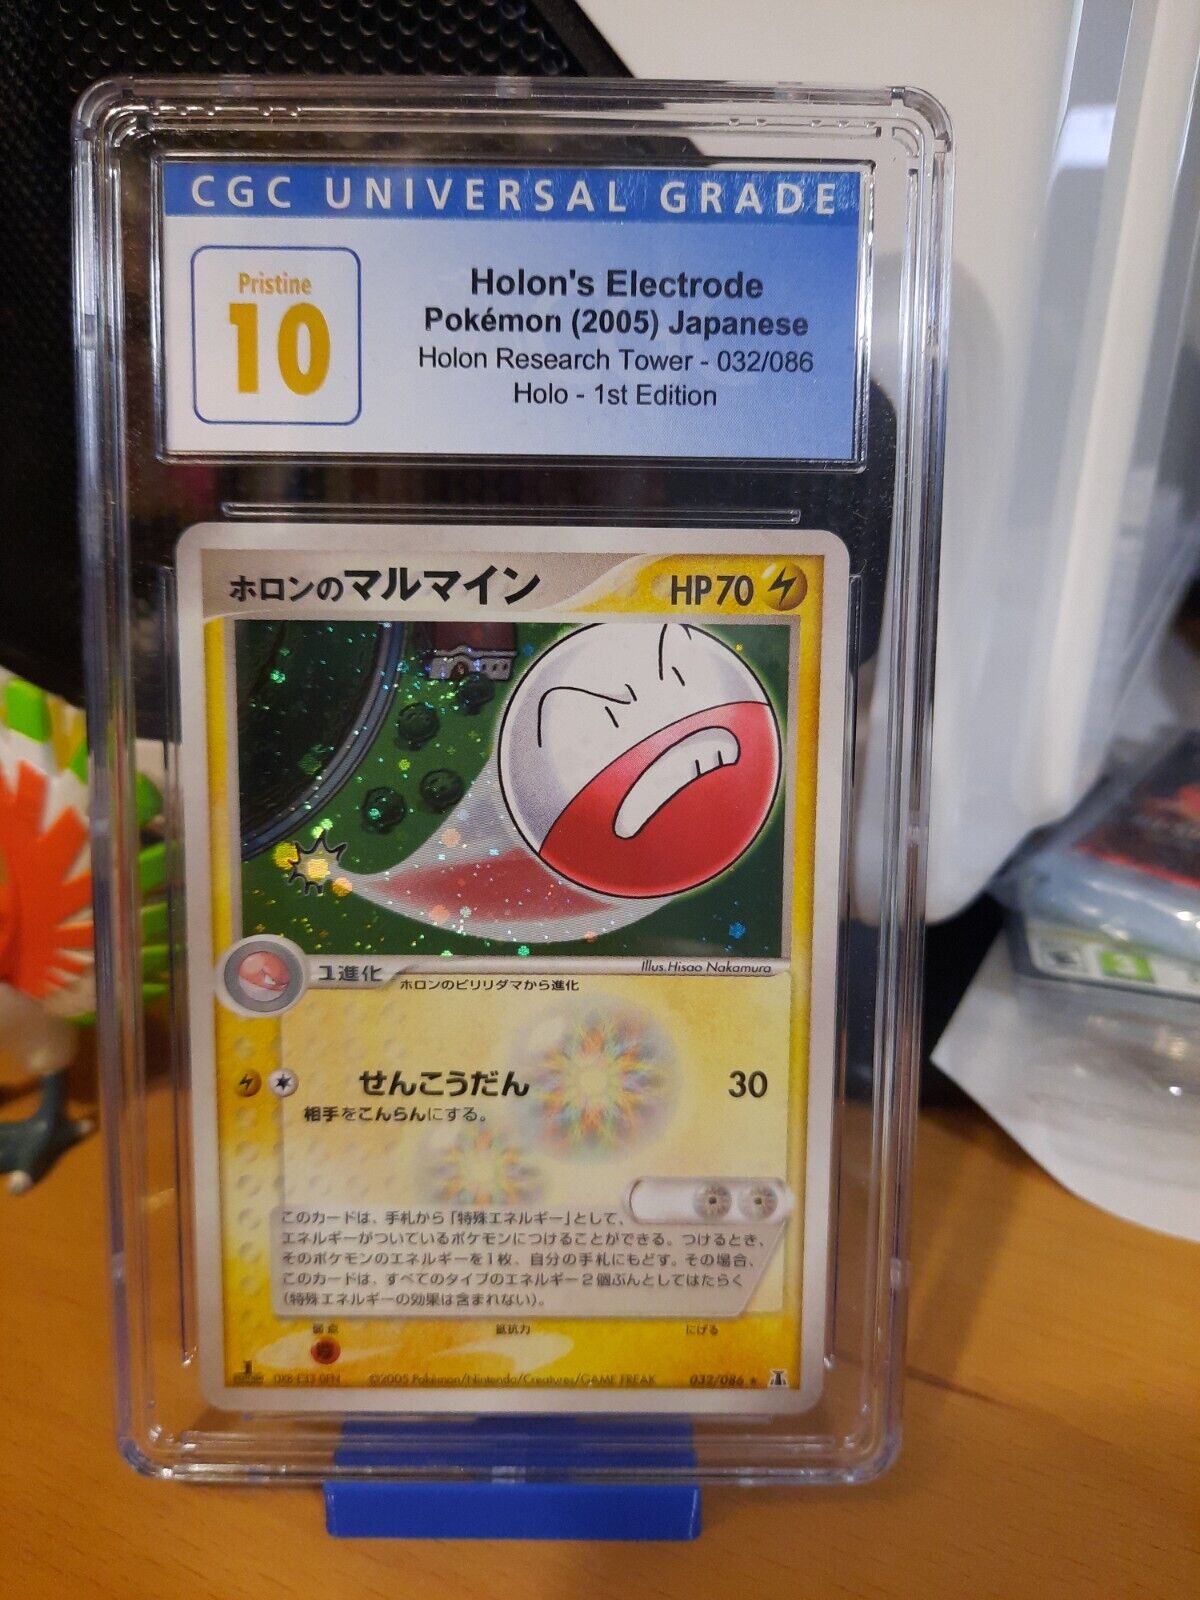 CGC UNIVERSAL GRADE
Pristine
10
Holon's Electrode
Pokémon (2005) Japanese
Holon Research Tower - 032/086
Holo - 1st Edition
ホロンのマルマイン HP70
Illus. Hisao Nakamura
1進化
ホロンのビリリダマから進化
せんこうだん 30
相手をこんらんにする。
このカードは、手札から「特殊エネルギー」として、
エネルギーがついているポケモンにつけることができる。つけるとき、
そのポケモンのエネルギーを1枚、自分の手札にもどす。その場合、
このカードは、すべてのタイプのエネルギー2個ぶんとしてはたらく
(特殊エネルギーの効果は含まれない)。
弱点 抵抗力 にげる
©2005 Pokémon/Nintendo/Creatures/GAME FREAK 032/086 ★